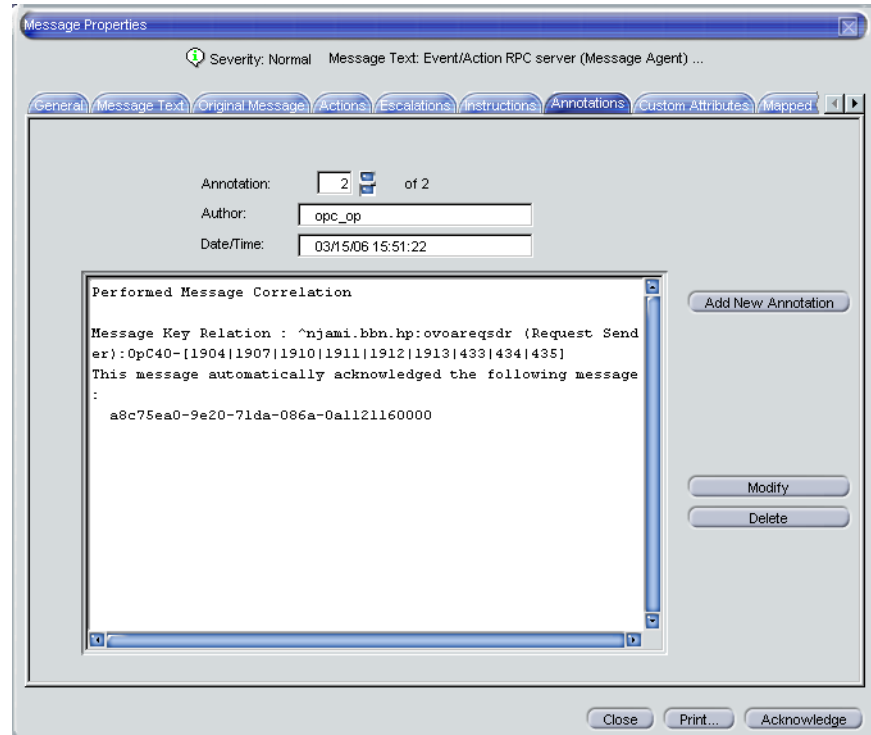 Message Properties
Severity: Normal Message Text: Event/Action RPC server (Message Agent) ...
General Message Text Original Message Actions Escalations Instructions Annotations Custom Attributes Mapped
Annotation: 2 of 2
Author: opc_op
Date/Time: 03/15/06 15:51:22
Performed Message Correlation
Message Key Relation : ^njami.bbn.hp:ovoareqsdr (Request Send
er):OpC40-[1904|1907|1910|1911|1912|1913|433|434|435]
This message automatically acknowledged the following message
:
a8c75ea0-9e20-71da-086a-0a1121160000
Add New Annotation
Modify
Delete
Close Print... Acknowledge